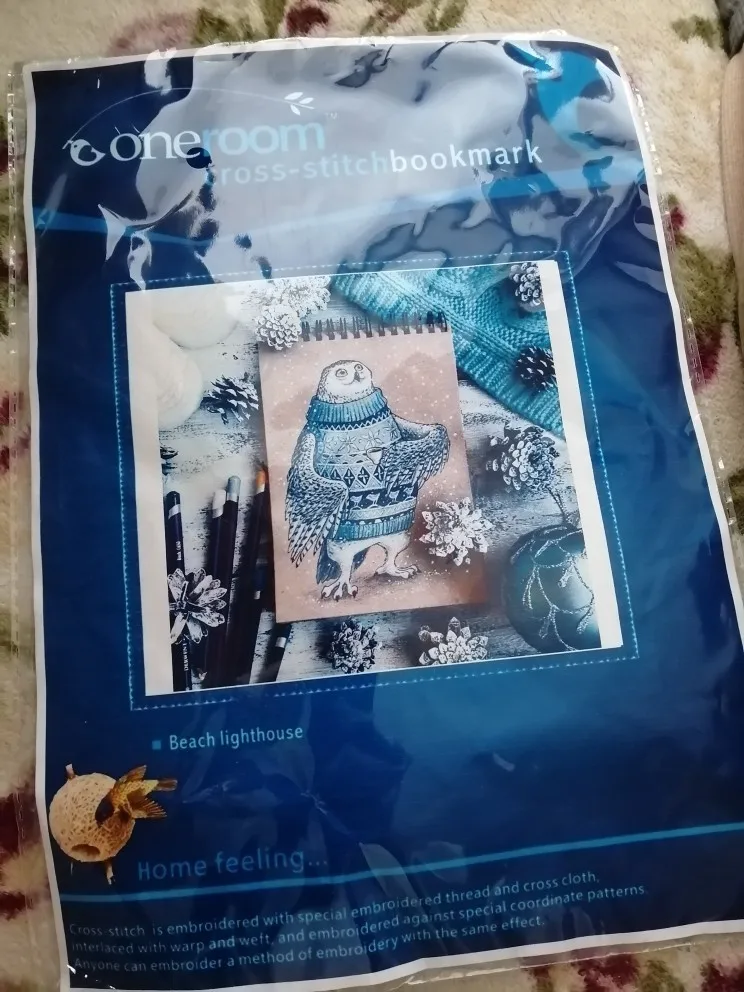 oneroom™
cross-stitchbookmark
Beach lighthouse
Home feeling...
Cross-stitch is embroidered with special embroidered thread and cross cloth,
interlaced with warp and weft, and embroidered against special coordinate patterns.
Anyone can embroider a method of embroidery with the same effect.